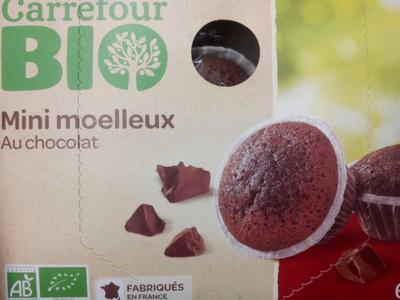 Carrefour
BIO
Mini moelleux
Au chocolat
AB
FABRIQUÉS
EN FRANCE